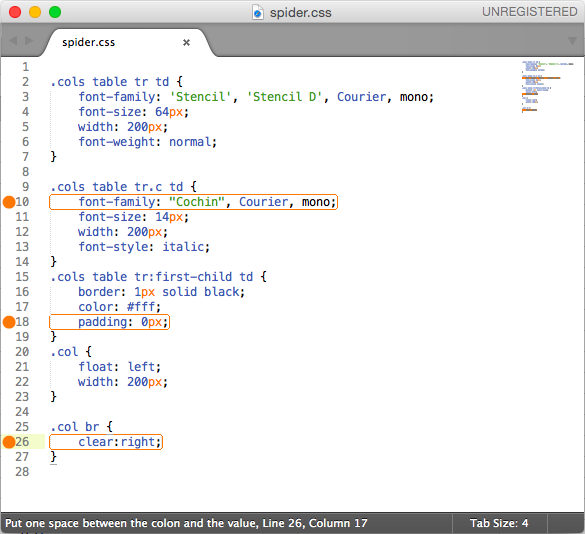 spider.css
UNREGISTERED
spider.css ×
1
2 .cols table tr td {
3 font-family: 'Stencil', 'Stencil D', Courier, mono;
4 font-size: 64px;
5 width: 200px;
6 font-weight: normal;
7 }
8
9 .cols table tr.c td {
10 font-family: "Cochin", Courier, mono;
11 font-size: 14px;
12 width: 200px;
13 font-style: italic;
14 }
15 .cols table tr:first-child td {
16 border: 1px solid black;
17 color: #fff;
18 padding: 0px;
19 }
20 .col {
21 float: left;
22 width: 200px;
23 }
24
25 .col br {
26 clear:right;
27 }
28
Put one space between the colon and the value, Line 26, Column 17
Tab Size: 4